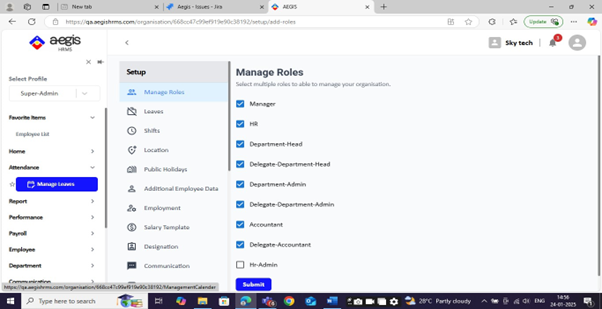 New tab
Aegis - Issues - Jira
AEGIS
https://qa.aegishrms.com/organisation/668cc47c99ef919e90c38192/setup/add-roles
Update
aegis
HRMS
Sky tech
Select Profile
Super-Admin
Favorite Items
Employee List
Home
Attendance
Manage Leaves
Report
Performance
Payroll
Employee
Department
Communication
Setup
Manage Roles
Leaves
Shifts
Location
Public Holidays
Additional Employee Data
Employment
Salary Template
Designation
Communication
Manage Roles
Select multiple roles to able to manage your organisation.
Manager
HR
Department-Head
Delegate-Department-Head
Department-Admin
Delegate-Department-Admin
Accountant
Delegate-Accountant
Hr-Admin
Submit
https://qa.aegishrms.com/organisation/668cc47c99ef919e90c38192/ManagementCalender
Type here to search
28°C Partly cloudy
ENG
14:56
24-01-2025